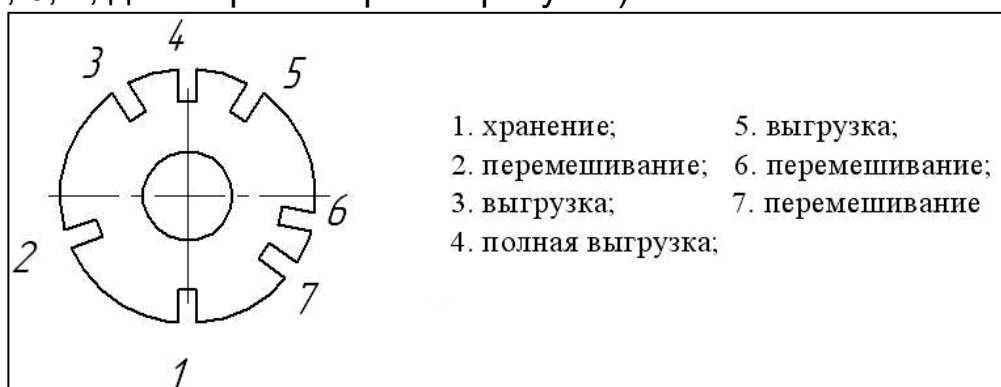 4
3
5
1. хранение;
5. выгрузка;
2. перемешивание;
6. перемешивание;
3. выгрузка;
7. перемешивание
4. полная выгрузка;
6
2
7
1